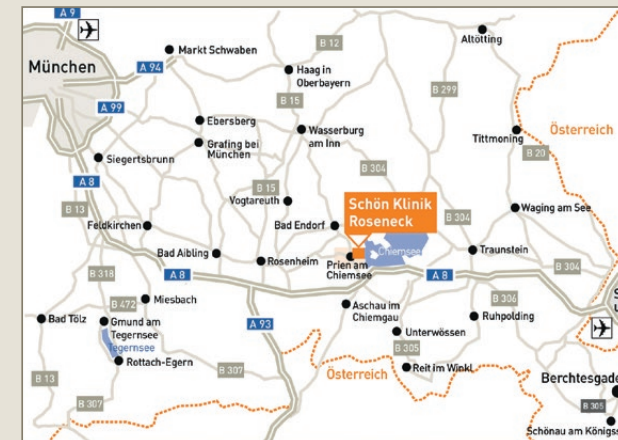 A 9
B 12
Altötting
Markt Schwaben
München
A 94
Haag in
Oberbayern
B 299
A 99
B 15
Ebersberg
Wasserburg
am Inn
Tittmoning
Österreich
Grafing bei
München
B 20
Siegertsbrunn
B 304
A 8
B 15
Schön Klinik
Roseneck
Vogtareuth
B 13
Waging am See
Feldkirchen
Bad Endorf
B 304
Chiemsee
Bad Aibling
Rosenheim
Prien am
Chiemsee
Traunstein
B 304
B 318
A 8
A 8
B 472
Miesbach
Aschau im
Chiemgau
B 306
Bad Tölz
Gmund am
Tegernsee
Tegernsee
A 93
Ruhpolding
Unterwössen
B 305
Rottach-Egern
B 307
Österreich
Reit im Winkl
B 13
Berchtesgade
B 307
B 305
Schönau am Königss